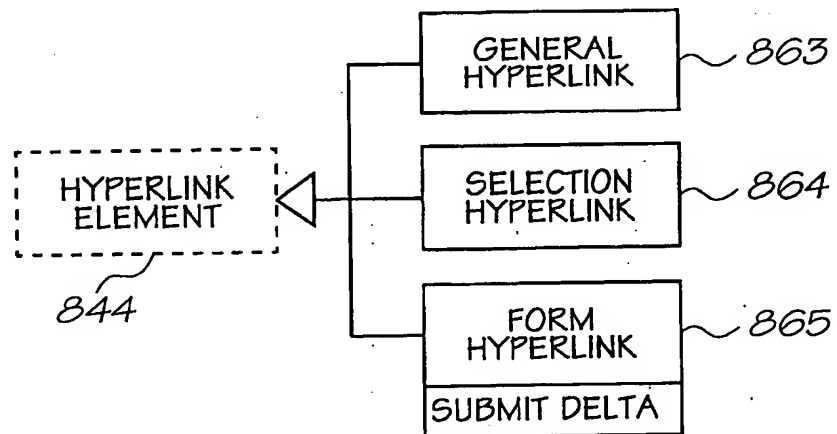 GENERAL
HYPERLINK
863
HYPERLINK
ELEMENT
844
SELECTION
HYPERLINK
864
FORM
HYPERLINK
865
SUBMIT DELTA